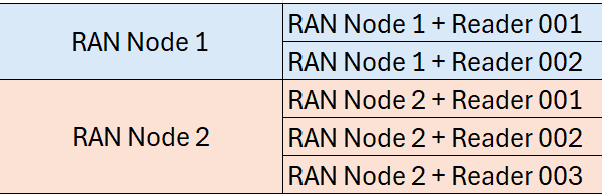 RAN Node 1
RAN Node 1 + Reader 001
RAN Node 1 + Reader 002
RAN Node 2
RAN Node 2 + Reader 001
RAN Node 2 + Reader 002
RAN Node 2 + Reader 003